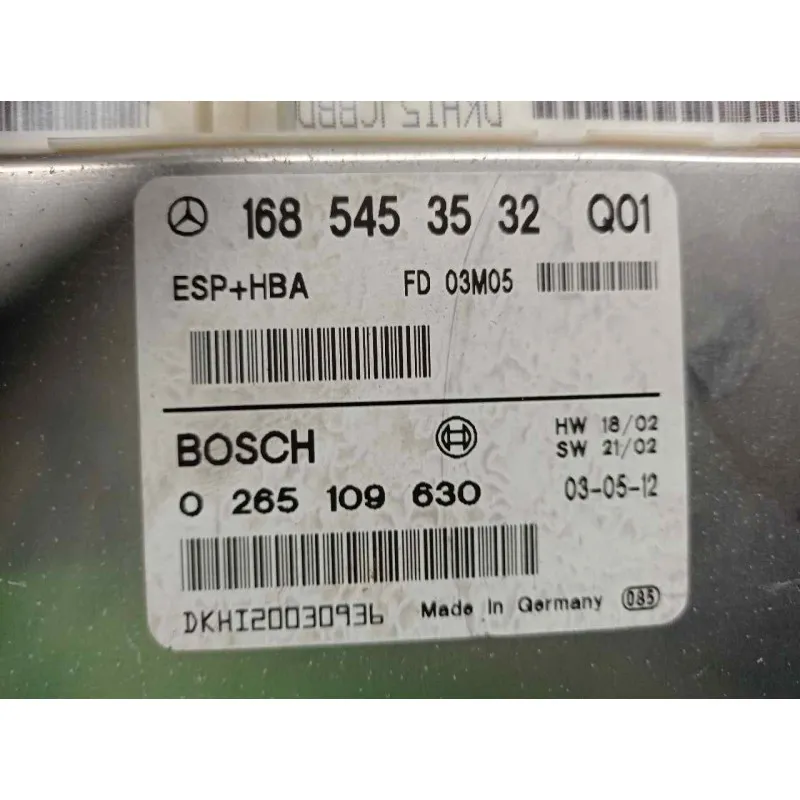 DKHI5JCBBD
168 545 35 32 Q01
ESP+HBA FD 03M05
BOSCH HW 18/02
SW 21/02
0 265 109 630 03-05-12
DKHI20030936 Made In Germany 085